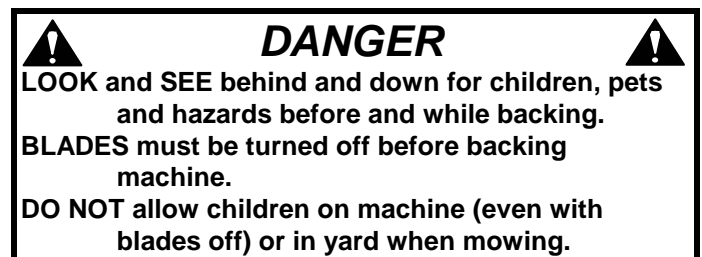 DANGER
LOOK and SEE behind and down for children, pets
and hazards before and while backing.
BLADES must be turned off before backing
machine.
DO NOT allow children on machine (even with
blades off) or in yard when mowing.